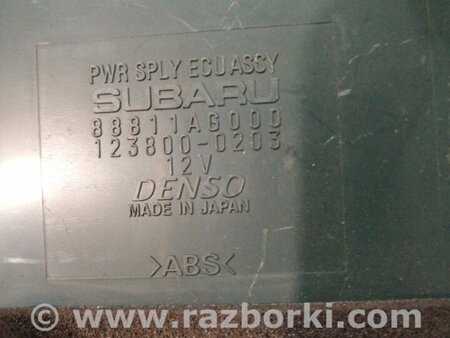 PWR SPLY ECU ASSY
SUBARU
88811AG000
123800-0203
12V
DENSO
MADE IN JAPAN
>ABS<
© www.razborki.com